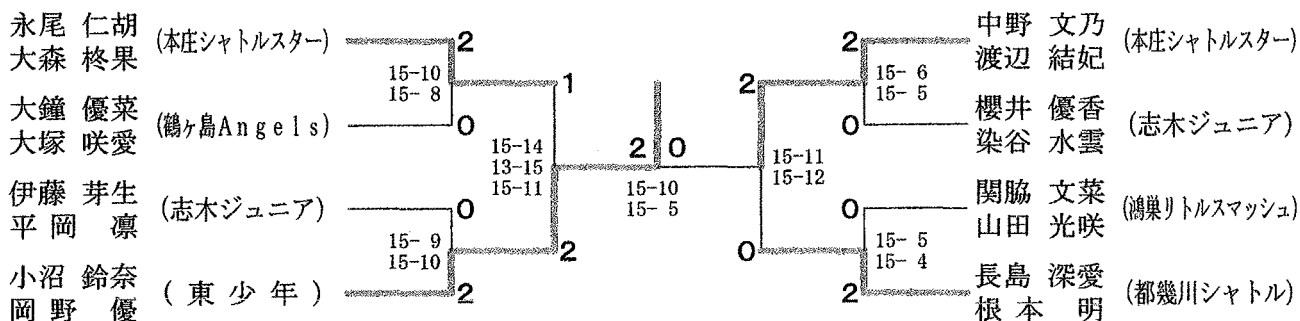 永尾 仁胡
大森 柊果
(本庄シャトルスター)
2
15-10
15- 8
大鐘 優菜
大塚 咲愛
(鶴ヶ島Angels)
0
1
15-14
13-15
15-11
伊藤 芽生
平岡 凛
(志木ジュニア)
0
15- 9
15-10
小沼 鈴奈
岡野 優
(東少年)
2
2
2 0
15-10
15- 5
中野 文乃
渡辺 結妃
(本庄シャトルスター)
2
15- 6
15- 5
櫻井 優香
染谷 水雲
(志木ジュニア)
0
2
15-11
15-12
関脇 文菜
山田 光咲
(鴻巣リトルスマッシュ)
0
15- 5
15- 4
長島 深愛
根本 明
(都幾川シャトル)
2
0